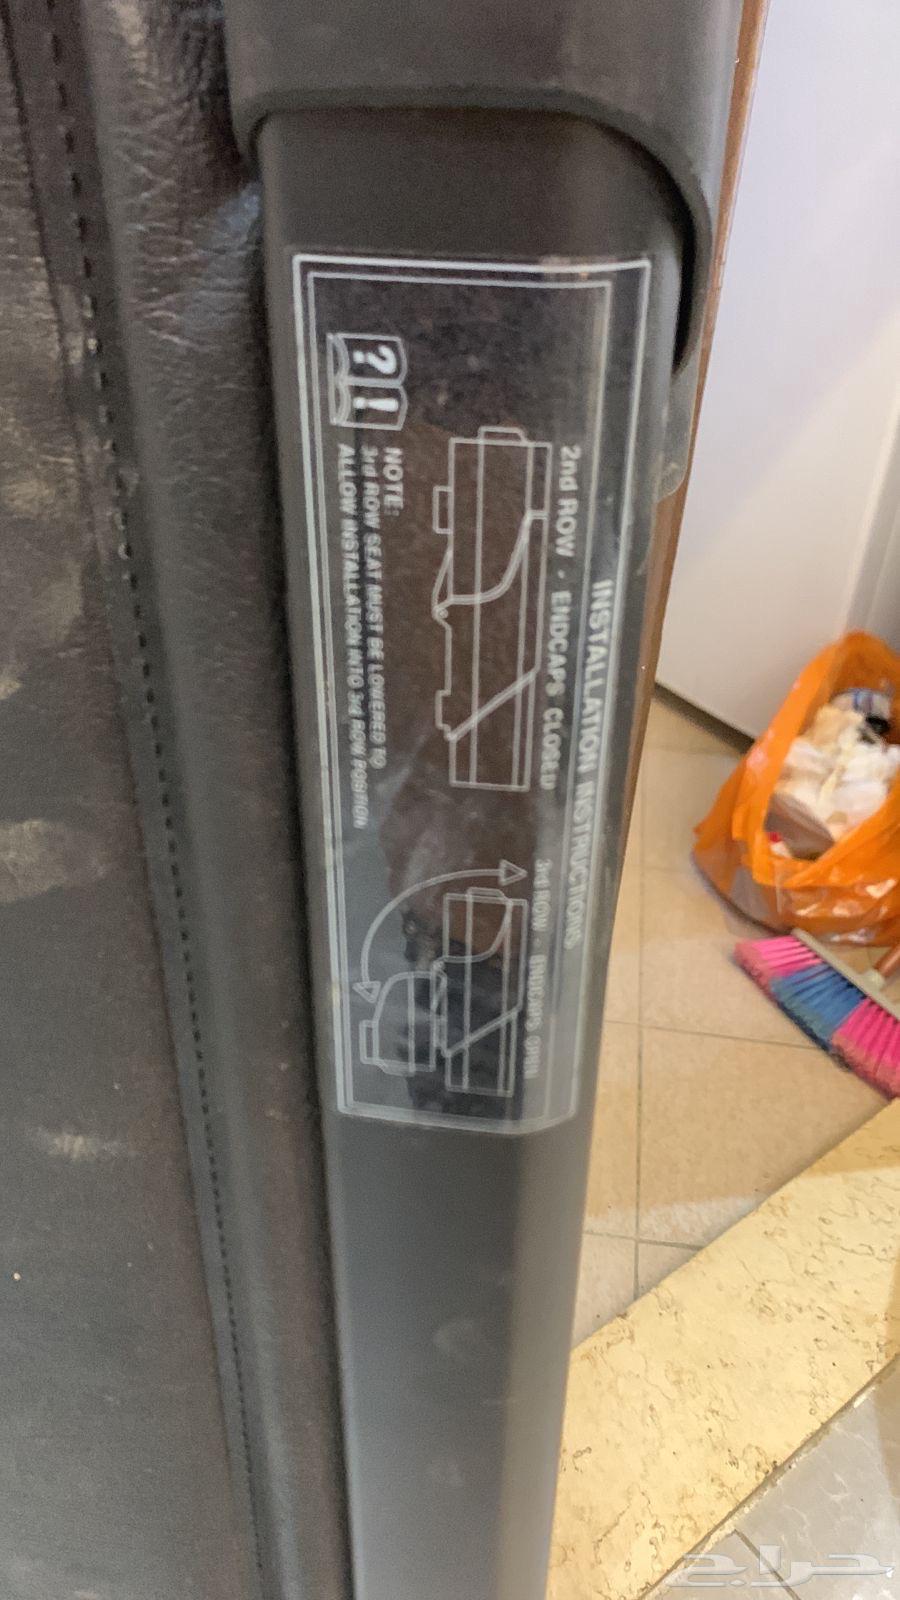 INSTALLATION INSTRUCTIONS
2nd ROW - ENDCAPS CLOSED
3rd ROW - ENDCAPS OPEN
?!
NOTE:
3rd ROW SEAT MUST BE LOWERED TO
ALLOW INSTALLATION INTO 3rd ROW POSITION
حراج